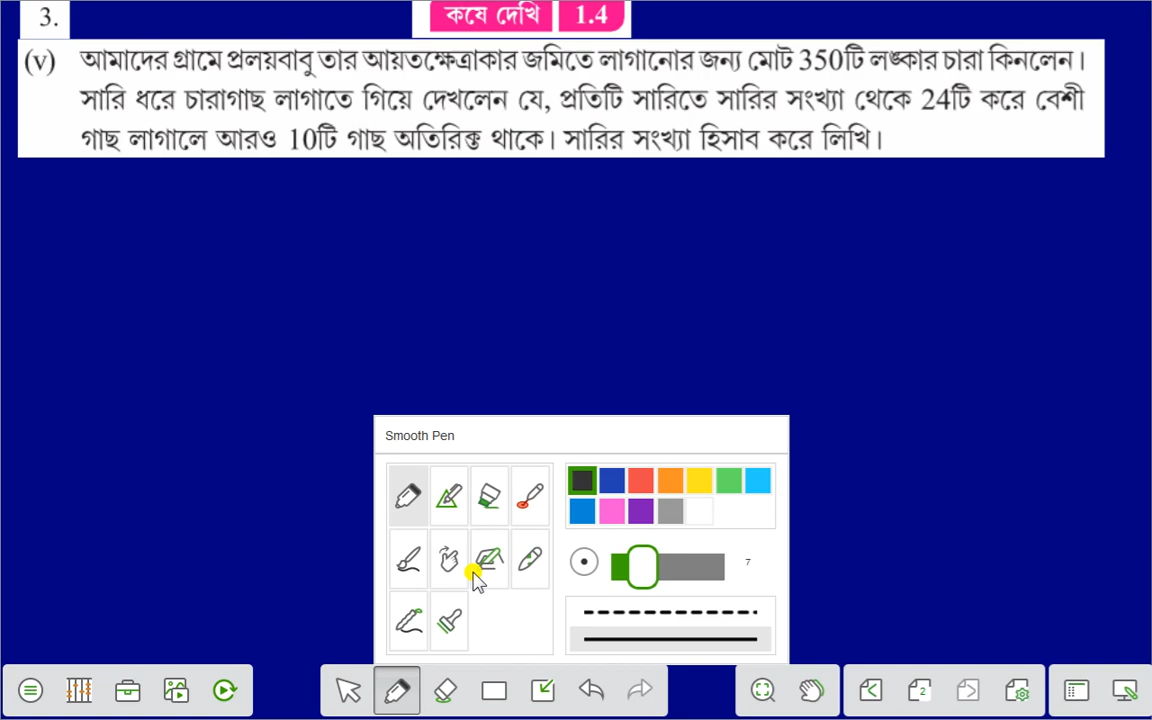 3.
কষে দেখি 1.4
(v) আমাদের গ্রামে প্রলয়বাবু তার আয়তক্ষেত্রাকার জমিতে লাগানোর জন্য মোট 350টি লঙ্কার চারা কিনলেন।
সারি ধরে চারাগাছ লাগাতে গিয়ে দেখলেন যে, প্রতিটি সারিতে সারির সংখ্যা থেকে 24টি করে বেশী
গাছ লাগালে আরও 10টি গাছ অতিরিক্ত থাকে। সারির সংখ্যা হিসাব করে লিখি।
Smooth Pen
7
2